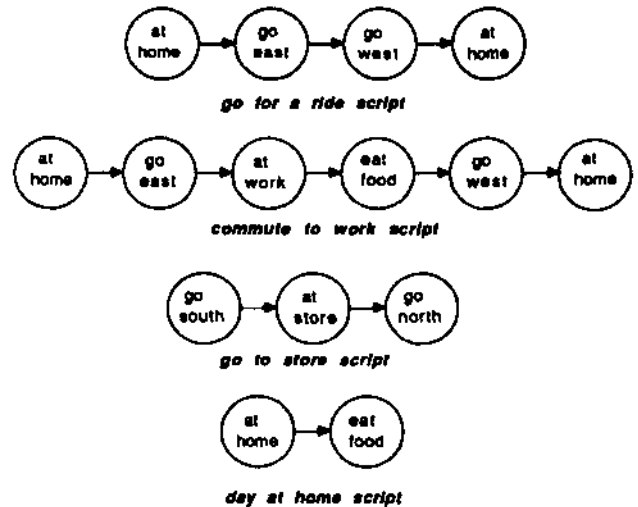 at home
go east
go west
at home
go for a ride script
at home
go east
at work
eat food
go west
at home
commute to work script
go south
at store
go north
go to store script
at home
eat food
day at home script